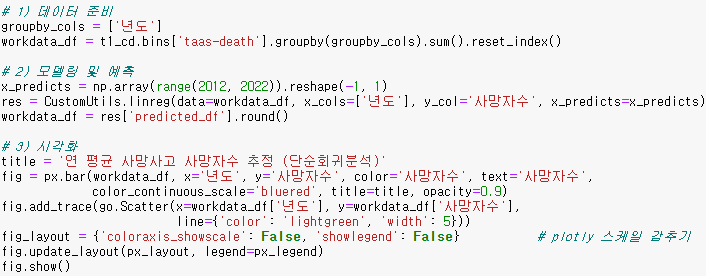 # 1) 데이터 준비
groupby_cols = ['년도']
workdata_df = t1_cd.bins['taas-death'].groupby(groupby_cols).sum().reset_index()
# 2) 모델링 및 예측
x_predicts = np.array(range(2012, 2022)).reshape(-1, 1)
res = CustomUtils.linreg(data=workdata_df, x_cols=['년도'], y_col='사망자수', x_predicts=x_predicts)
workdata_df = res['predicted_df'].round()
# 3) 시각화
title = '연 평균 사망사고 사망자수 추정 (단순회귀분석)'
fig = px.bar(workdata_df, x='년도', y='사망자수', color='사망자수', text='사망자수',
color_continuous_scale='bluered', title=title, opacity=0.9)
fig.add_trace(go.Scatter(x=workdata_df['년도'], y=workdata_df['사망자수'],
line={'color': 'lightgreen', 'width': 5}))
fig_layout = {'coloraxis_showscale': False, 'showlegend': False} # plotly 스케일 감추기
fig.update_layout(px_layout, legend=px_legend)
fig.show()